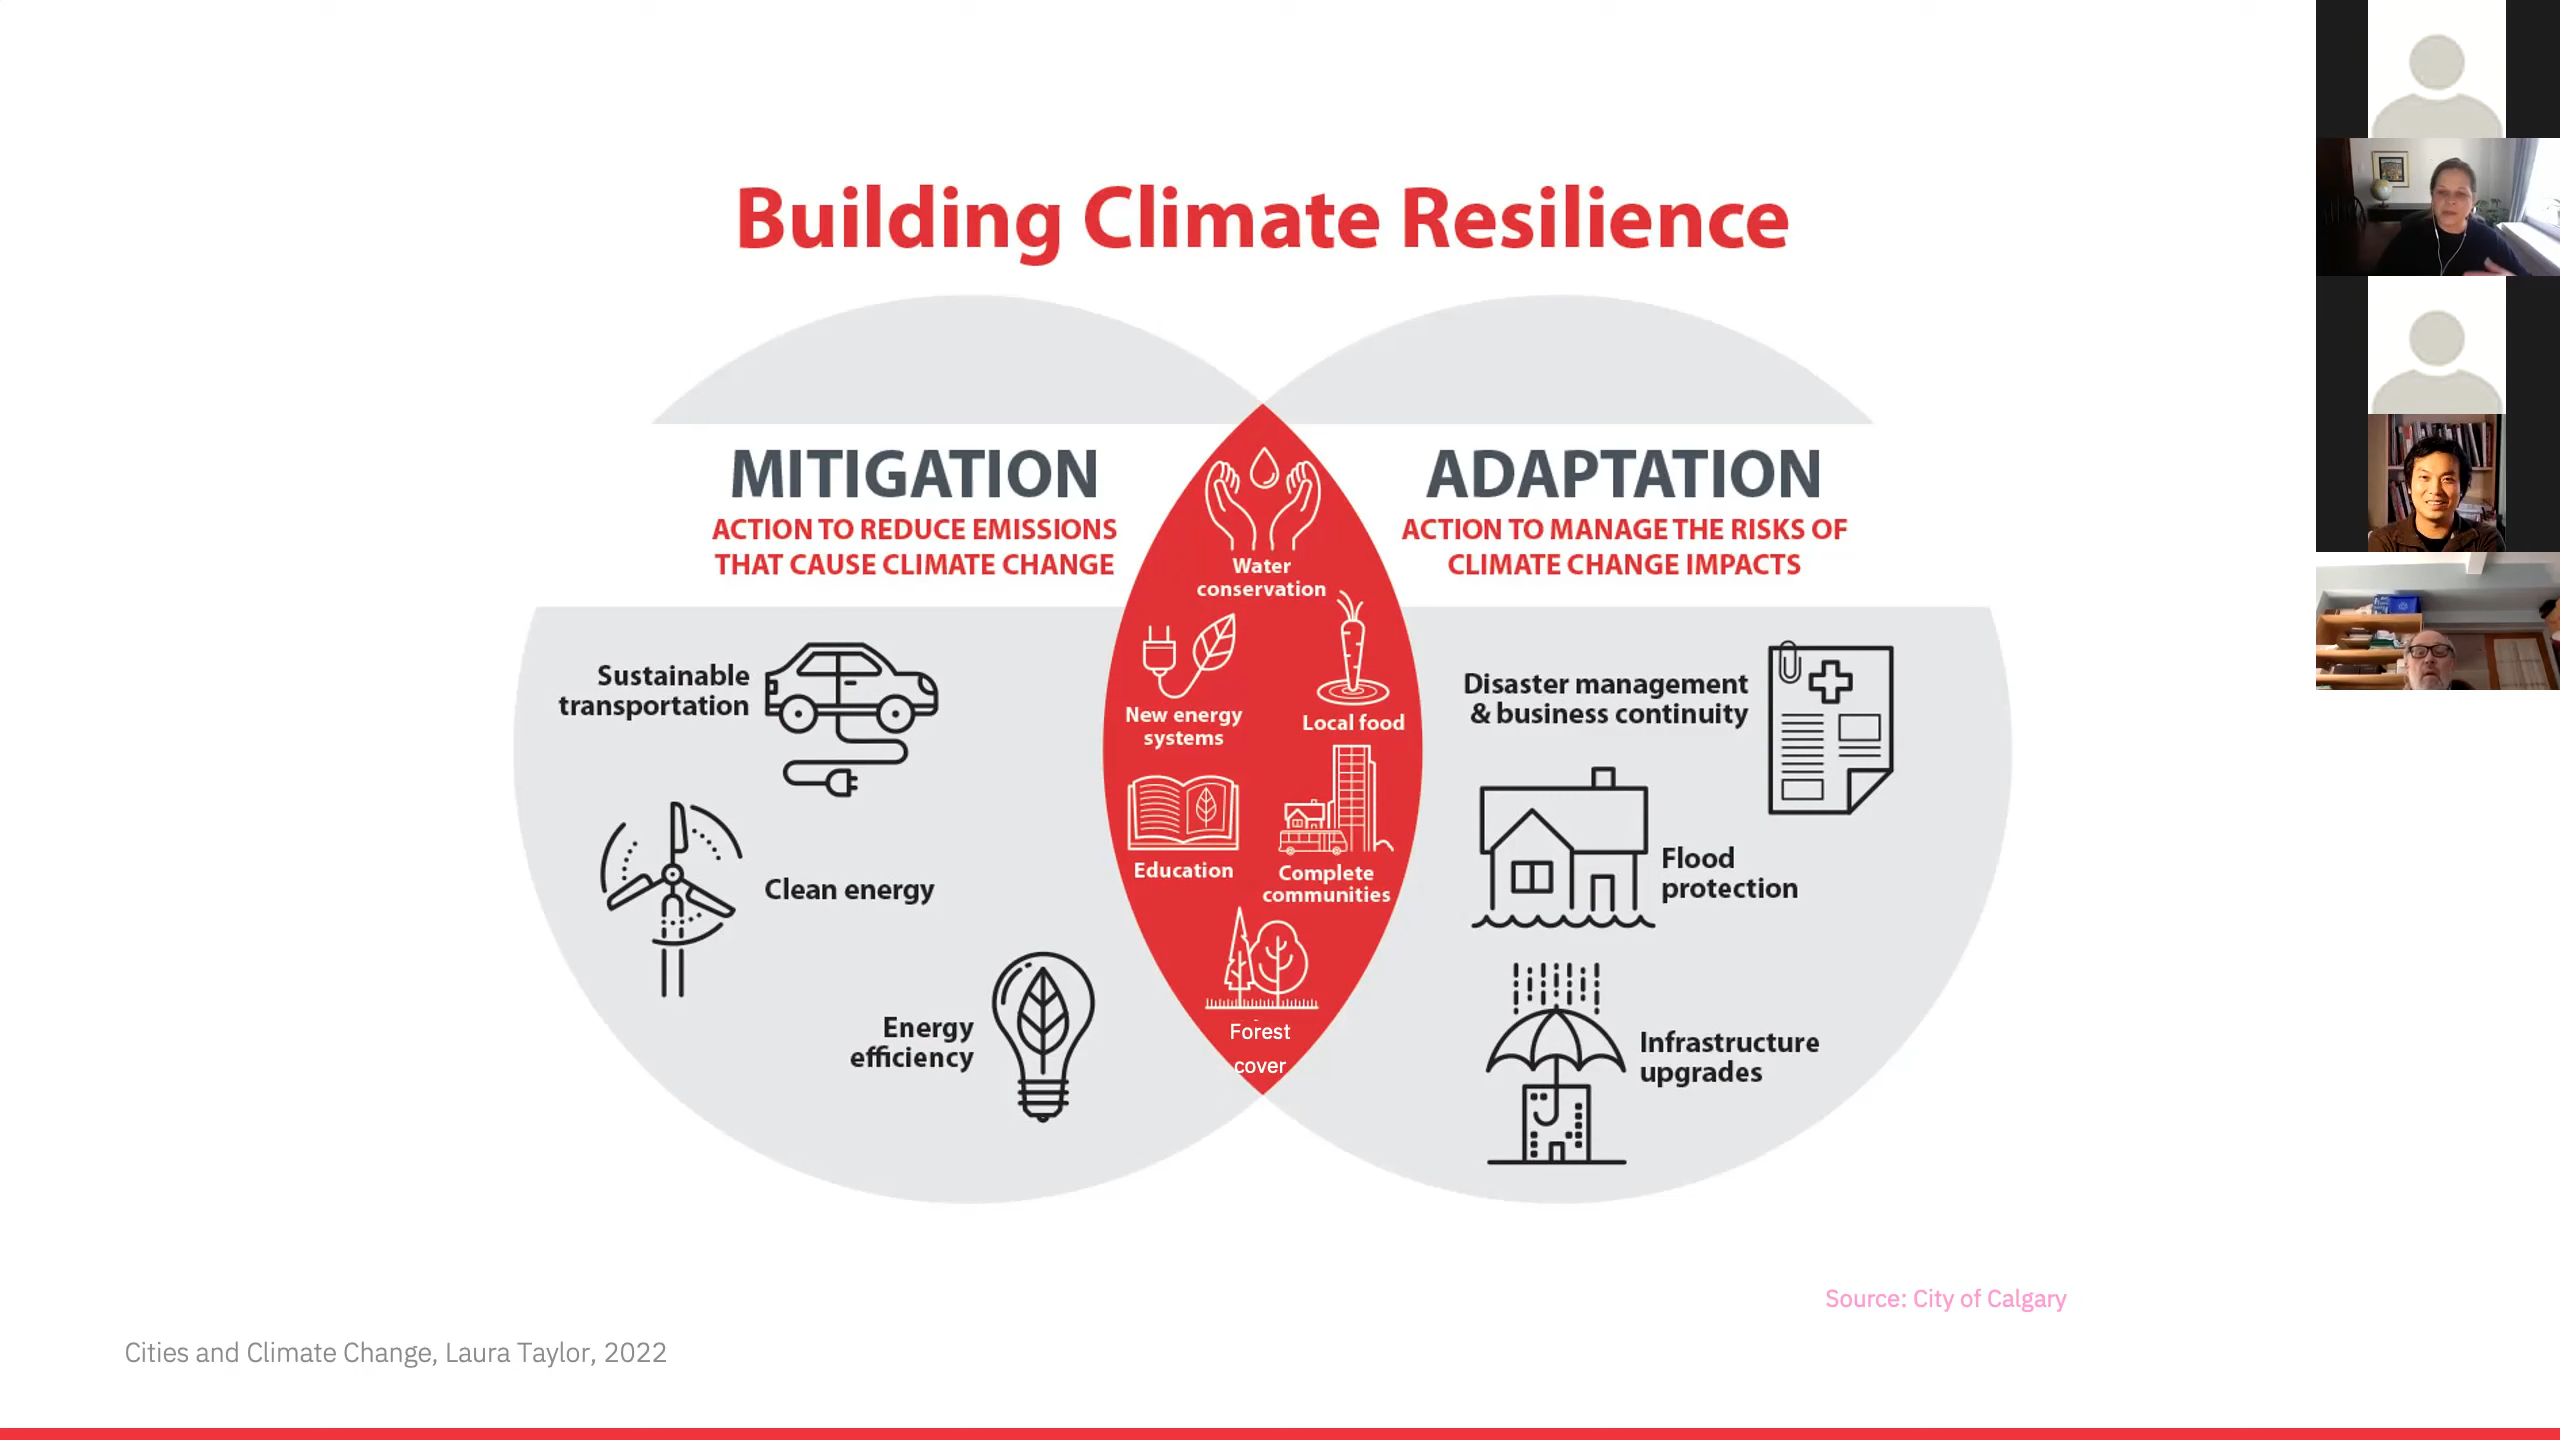 Building Climate Resilience
MITIGATION
ACTION TO REDUCE EMISSIONS
THAT CAUSE CLIMATE CHANGE
Sustainable
transportation
Clean energy
Energy
efficiency
Water
conservation
New energy
systems
Local food
Education
Complete
communities
Forest
cover
ADAPTATION
ACTION TO MANAGE THE RISKS OF
CLIMATE CHANGE IMPACTS
Disaster management
& business continuity
Flood
protection
Infrastructure
upgrades
Source: City of Calgary
Cities and Climate Change, Laura Taylor, 2022